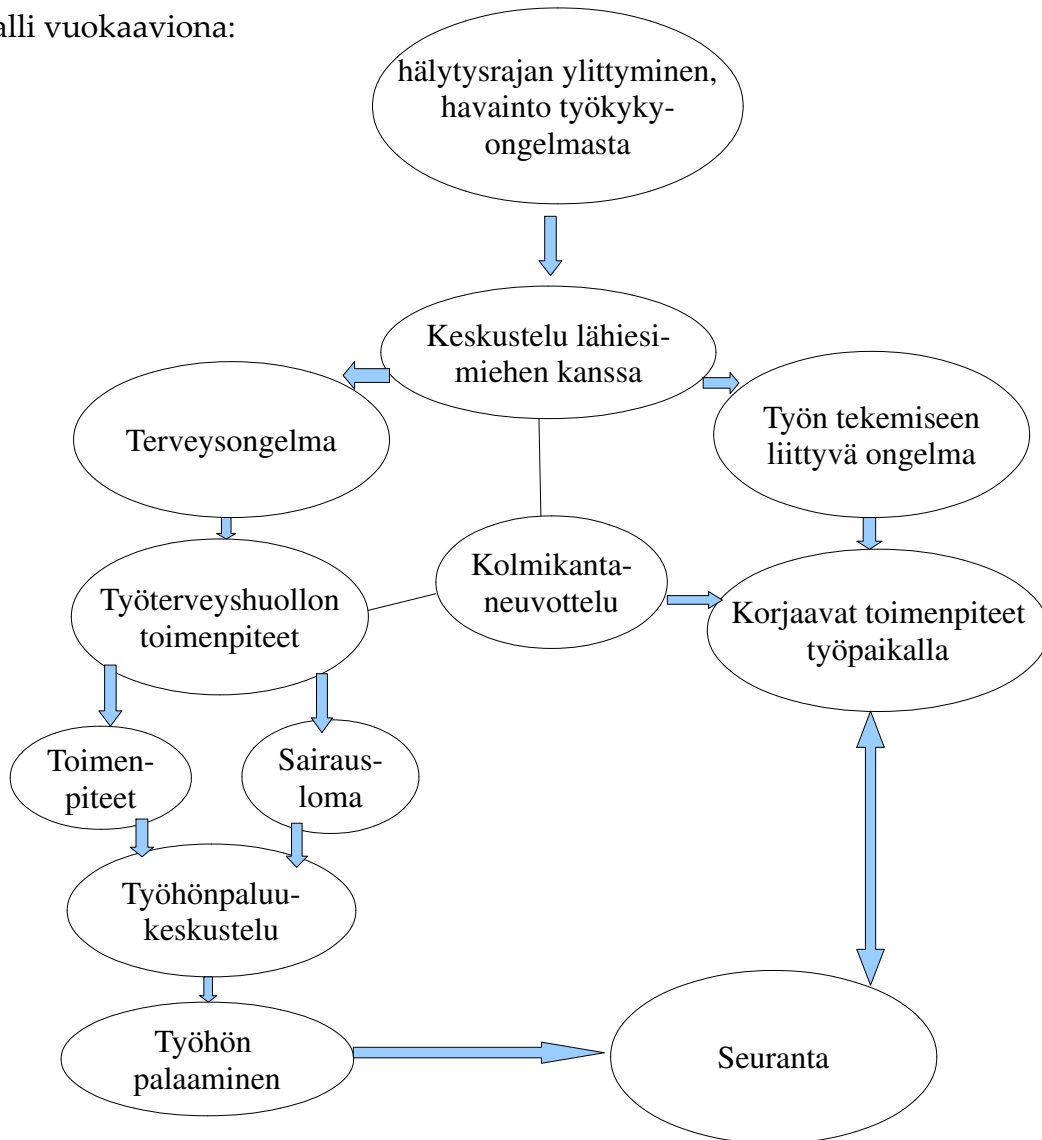 alli vuokaaviona:
hälytysrajan ylittyminen,
havainto työkyky-
ongelmasta
Keskustelu lähiesi-
miehen kanssa
Terveysongelma
Työn tekemiseen
liittyvä ongelma
Kolmikanta-
neuvottelu
Työterveyshuollon
toimenpiteet
Korjaavat toimenpiteet
työpaikalla
Toimen-
piteet
Sairaus-
loma
Työhönpaluu-
keskustelu
Työhön
palaaminen
Seuranta